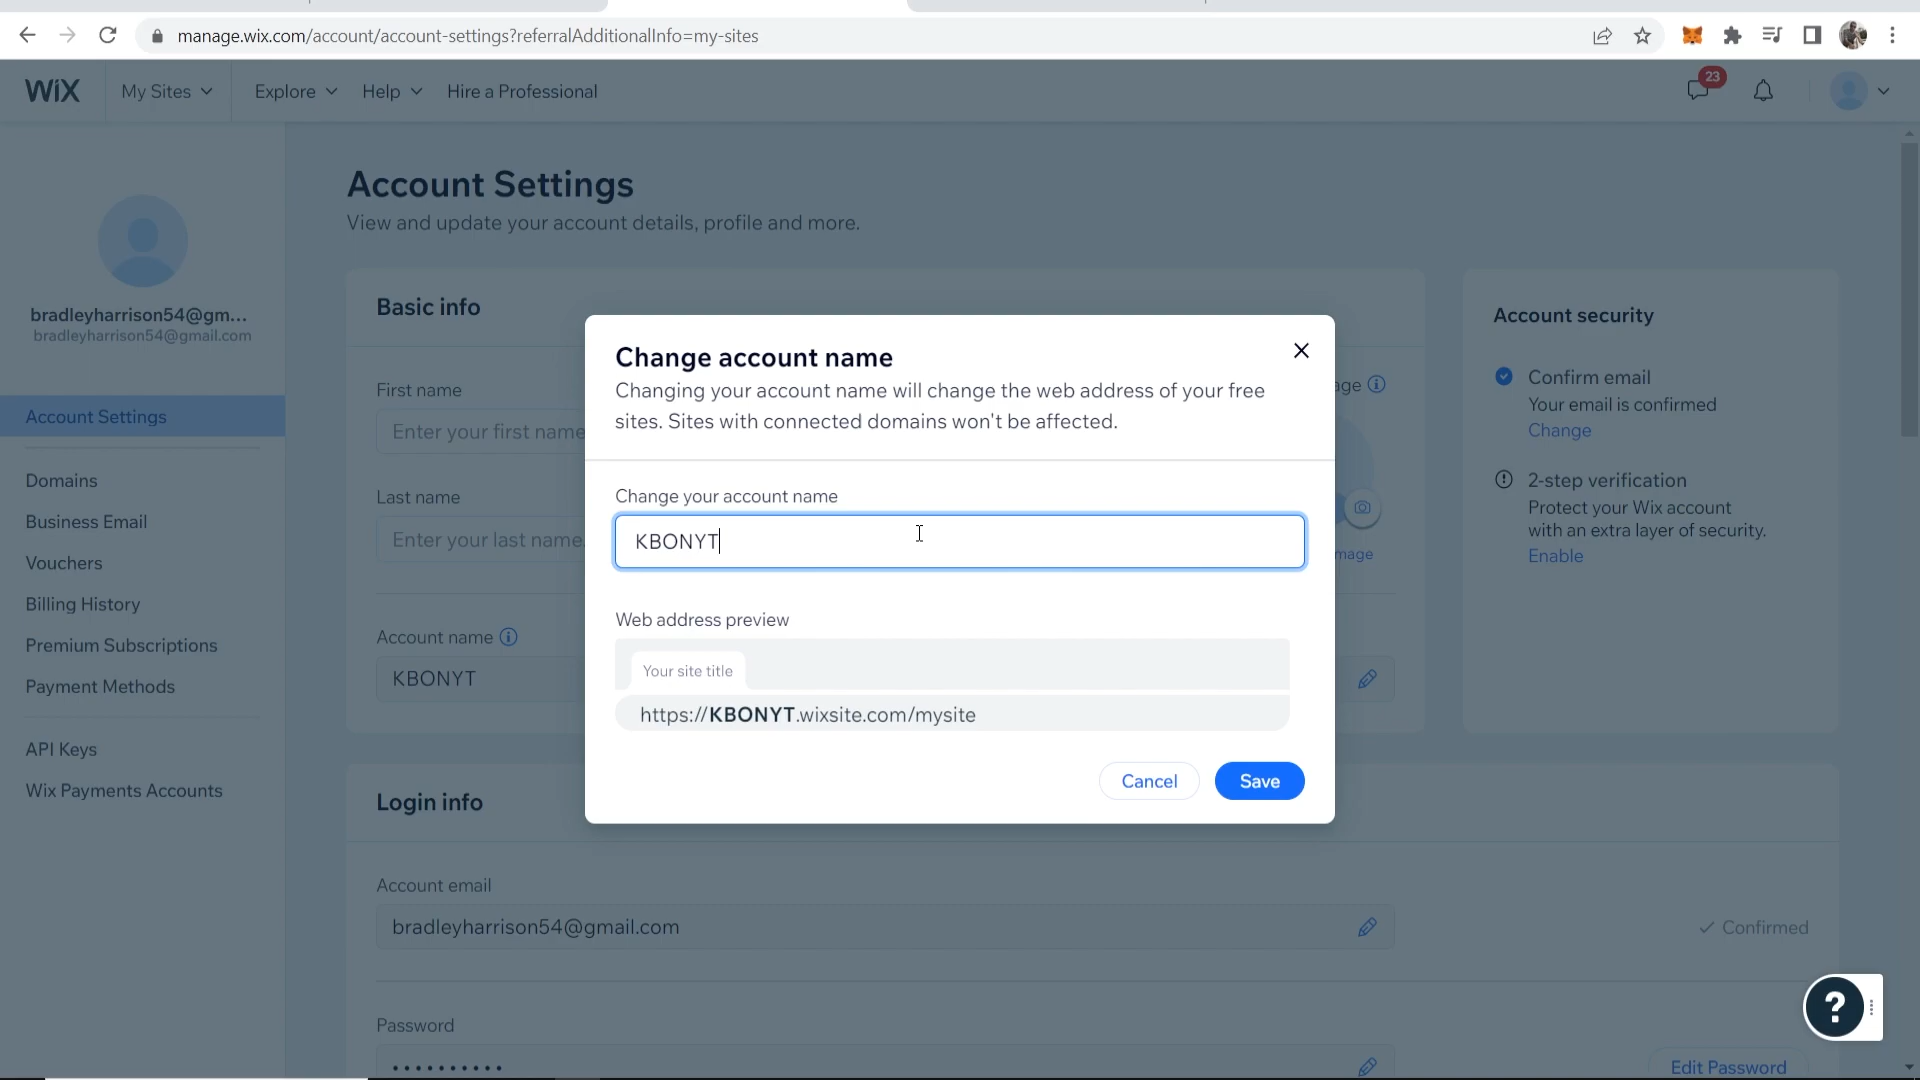 manage.wix.com/account/account-settings?referralAdditionalInfo=my-sites
WIX
My Sites
Explore
Help
Hire a Professional
23
bradleyharrison54@gm...
bradleyharrison54@gmail.com
Account Settings
Domains
Business Email
Vouchers
Billing History
Premium Subscriptions
Payment Methods
API Keys
Wix Payments Accounts
Account Settings
View and update your account details, profile and more.
Basic info
First name
Enter your first name
Last name
Enter your last name.
Account name
KBONYT
Change account name
Changing your account name will change the web address of your free
sites. Sites with connected domains won't be affected.
Change your account name
KBONYT
Web address preview
Your site title
https://KBONYT.wixsite.com/mysite
Cancel
Save
Login info
Account email
bradleyharrison54@gmail.com
Confirmed
Password
Edit Password
Account security
Confirm email
Your email is confirmed
Change
2-step verification
Protect your Wix account
with an extra layer of security.
Enable
?